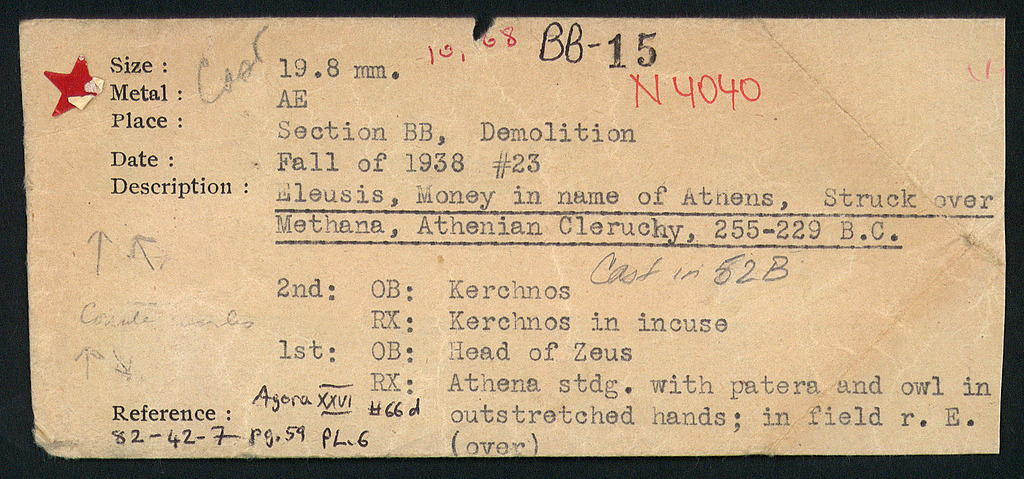 10, 68 BB-15
Size : Cast 19.8 mm. N 4040
Metal : AE
Place : Section BB, Demolition
Date : Fall of 1938 #23
Description : Eleusis, Money in name of Athens, Struck over
Methana, Athenian Cleruchy, 255-229 B.C.
Cast in 82B
2nd: OB: Kerchnos
RX: Kerchnos in incuse
1st: OB: Head of Zeus
RX: Athena stdg. with patera and owl in
Reference : Agora XXVI #66d outstretched hands; in field r. E.
82-42-7 pg.59 PL.6 (over)